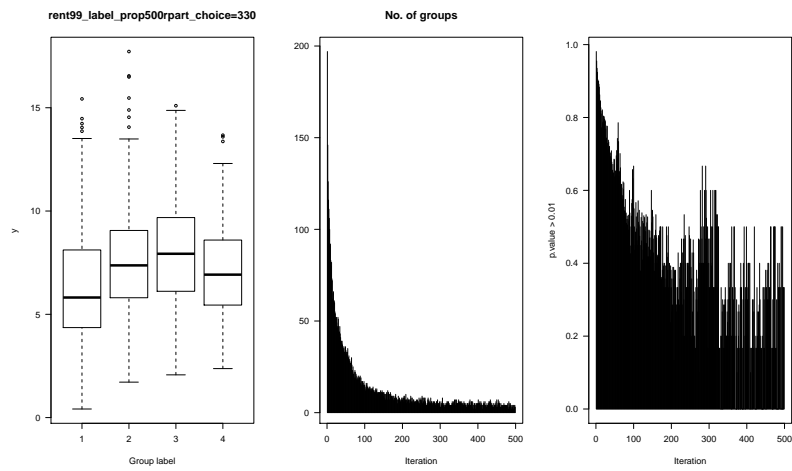 rent99_label_prop500rpart_choice=330
y
15
10
5
0
1 2 3 4
Group label
No. of groups
200
150
100
50
0
0 100 200 300 400 500
Iteration
p.value > 0.01
1.0
0.8
0.6
0.4
0.2
0.0
0 100 200 300 400 500
Iteration